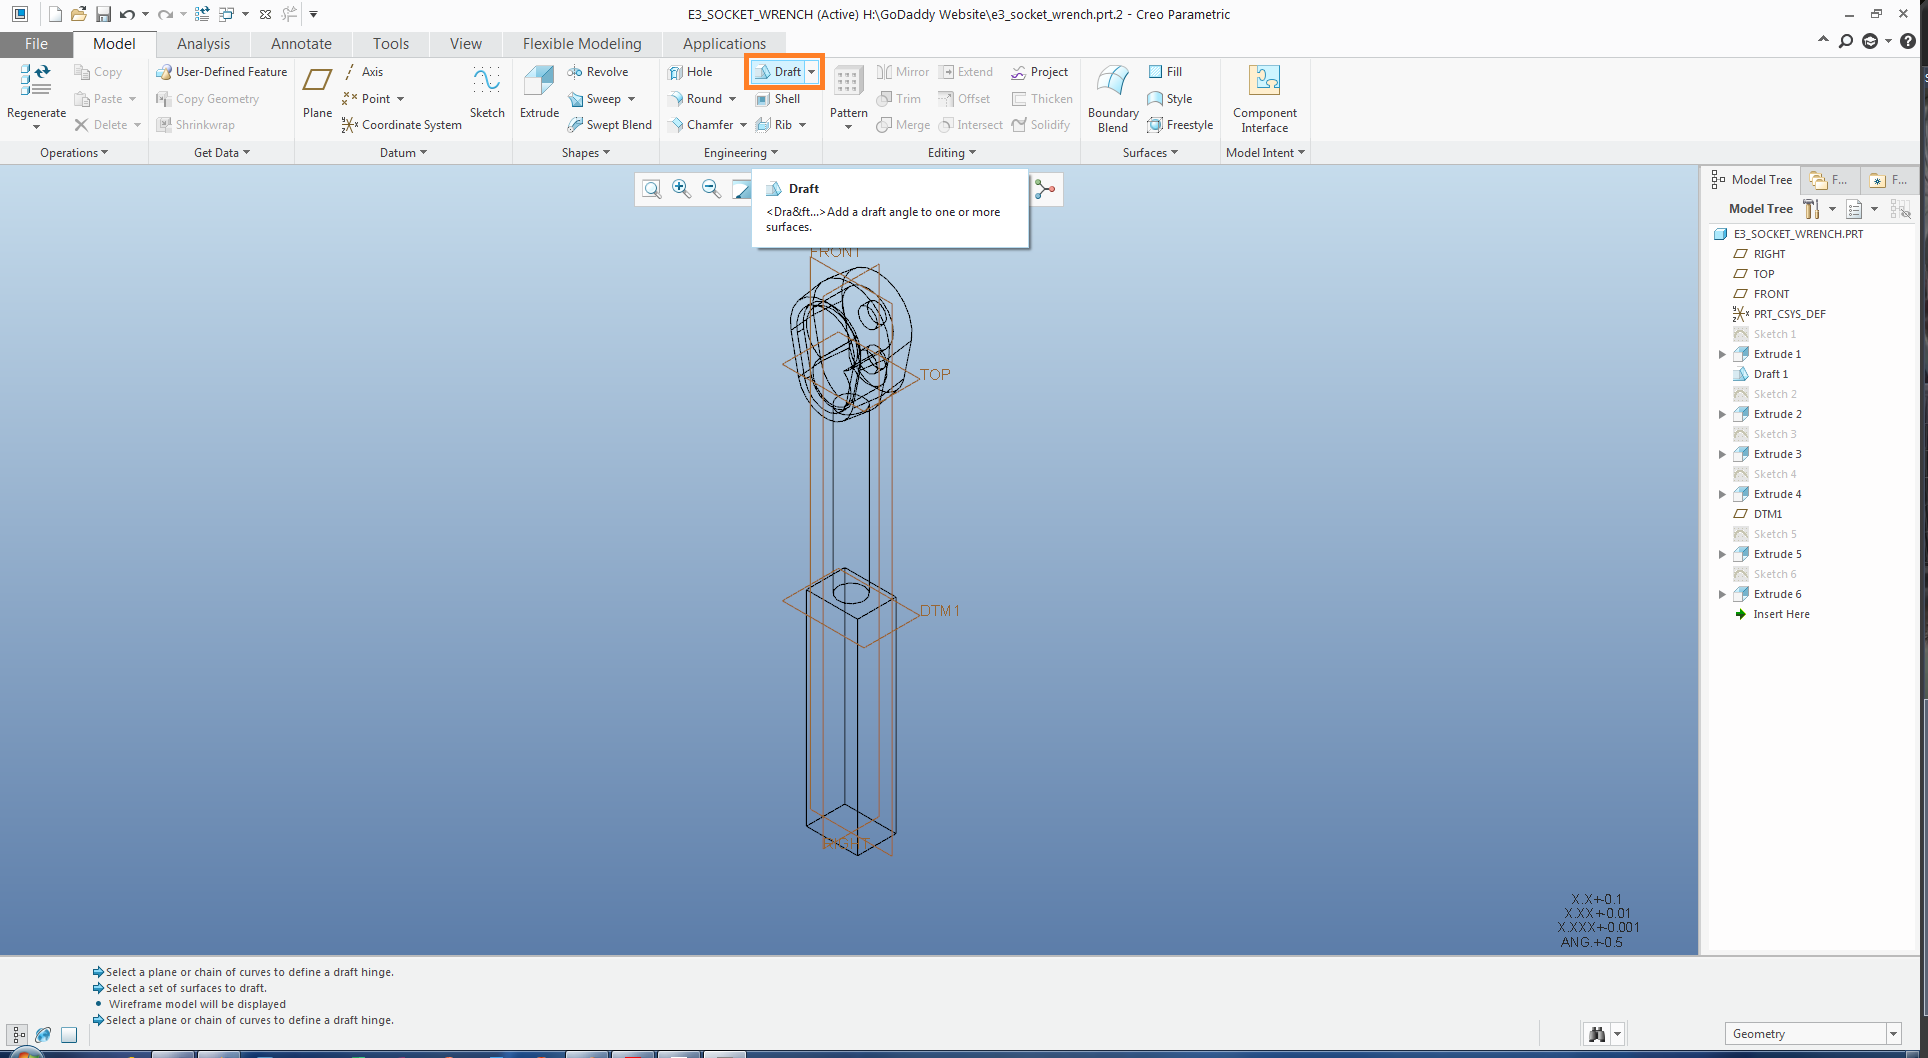 E3_SOCKET_WRENCH (Active) H:\GoDaddy Website\e3_socket_wrench.prt.2 - Creo Parametric
File Model Analysis Annotate Tools View Flexible Modeling Applications
Regenerate
Copy
Paste
Delete
Operations
User-Defined Feature
Copy Geometry
Shrinkwrap
Get Data
Plane
Axis
Point
Coordinate System
Sketch
Datum
Extrude
Revolve
Sweep
Swept Blend
Shapes
Hole
Round
Chamfer
Draft
Shell
Rib
Engineering
Pattern
Mirror
Trim
Merge
Extend
Offset
Intersect
Project
Thicken
Solidify
Editing
Boundary
Blend
Fill
Style
Freestyle
Surfaces
Component
Interface
Model Intent
Draft
<Dra&ft...>Add a draft angle to one or more
surfaces.
FRONT
TOP
DTM1
RIGHT
X.X+-0.1
X.XX+-0.01
X.XXX+-0.001
ANG.+-0.5
Model Tree F... F...
Model Tree
E3_SOCKET_WRENCH.PRT
RIGHT
TOP
FRONT
PRT_CSYS_DEF
Sketch 1
Extrude 1
Draft 1
Sketch 2
Extrude 2
Sketch 3
Extrude 3
Sketch 4
Extrude 4
DTM1
Sketch 5
Extrude 5
Sketch 6
Extrude 6
Insert Here
Select a plane or chain of curves to define a draft hinge.
Select a set of surfaces to draft.
Wireframe model will be displayed
Select a plane or chain of curves to define a draft hinge.
Geometry